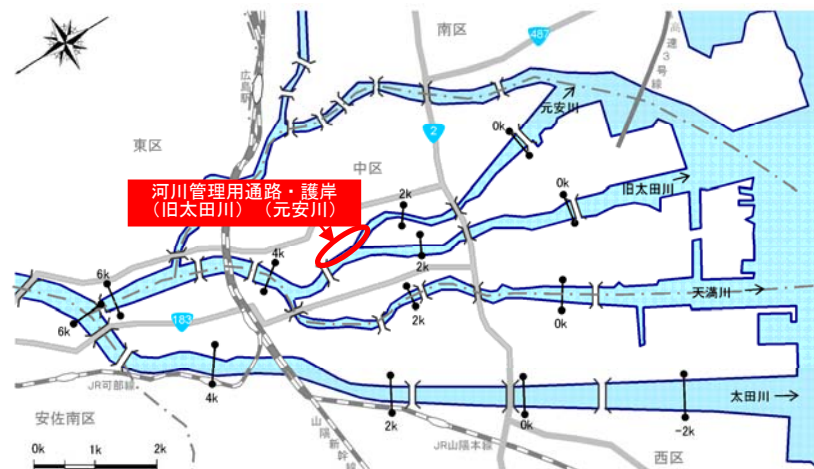 南区
487
高速3号線
広島駅
元安川
0k
東区
2
中区
河川管理用通路・護岸
(旧太田川) (元安川)
2k
0k
旧太田川
2k
4k
6k
6k
183
2k
0k
天満川
JR可部線
4k
2k
0k
-2k
太田川
安佐南区
山陽新幹線
JR山陽本線
西区
0k 1k 2k